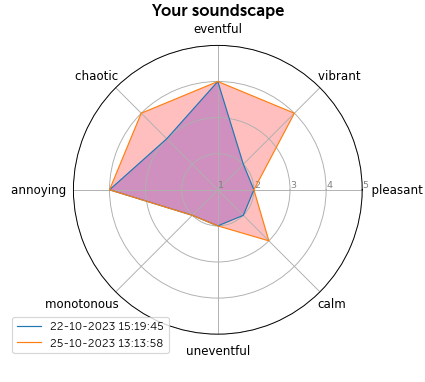 Your soundscape
eventful
chaotic
vibrant
annoying
1
2
3
4
5
pleasant
monotonous
calm
22-10-2023 15:19:45
25-10-2023 13:13:58
uneventful